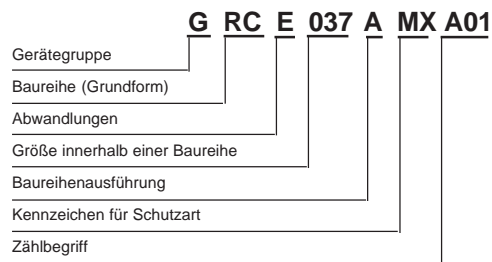 G RC E 037 A MX A01
Gerätegruppe
Baureihe (Grundform)
Abwandlungen
Größe innerhalb einer Baureihe
Baureihenausführung
Kennzeichen für Schutzart
Zählbegriff